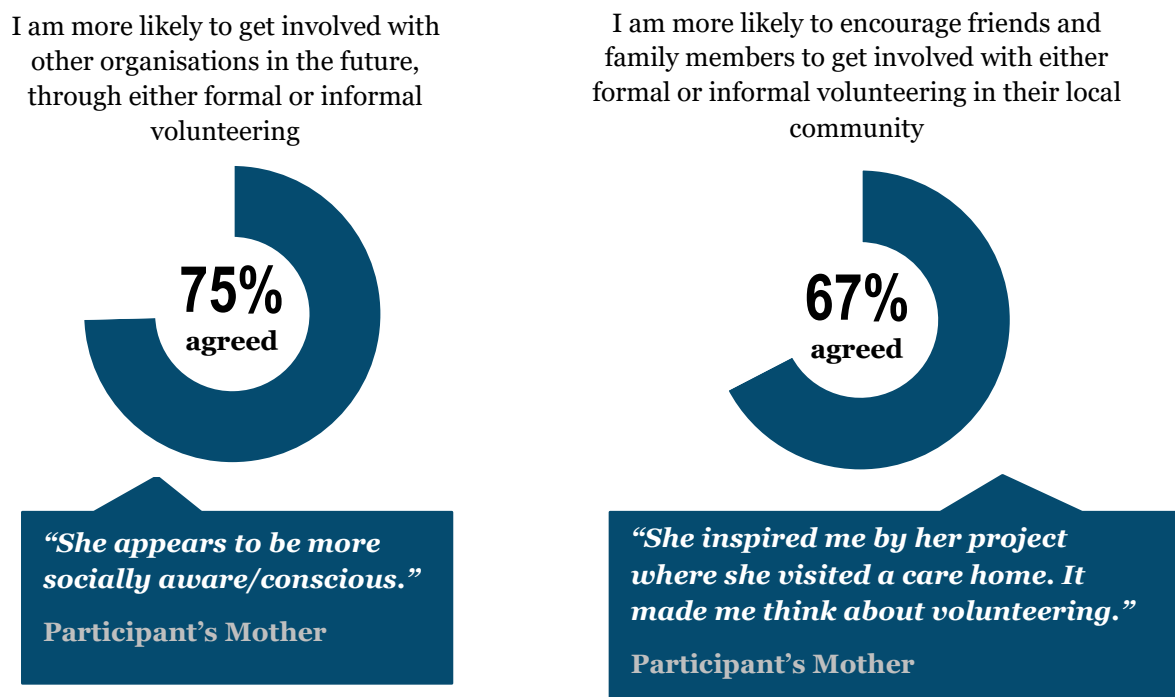 I am more likely to get involved with
other organisations in the future,
through either formal or informal
volunteering
75%
agreed
“She appears to be more
socially aware/conscious.”
Participant’s Mother
I am more likely to encourage friends and
family members to get involved with either
formal or informal volunteering in their local
community
67%
agreed
“She inspired me by her project
where she visited a care home. It
made me think about volunteering.”
Participant’s Mother